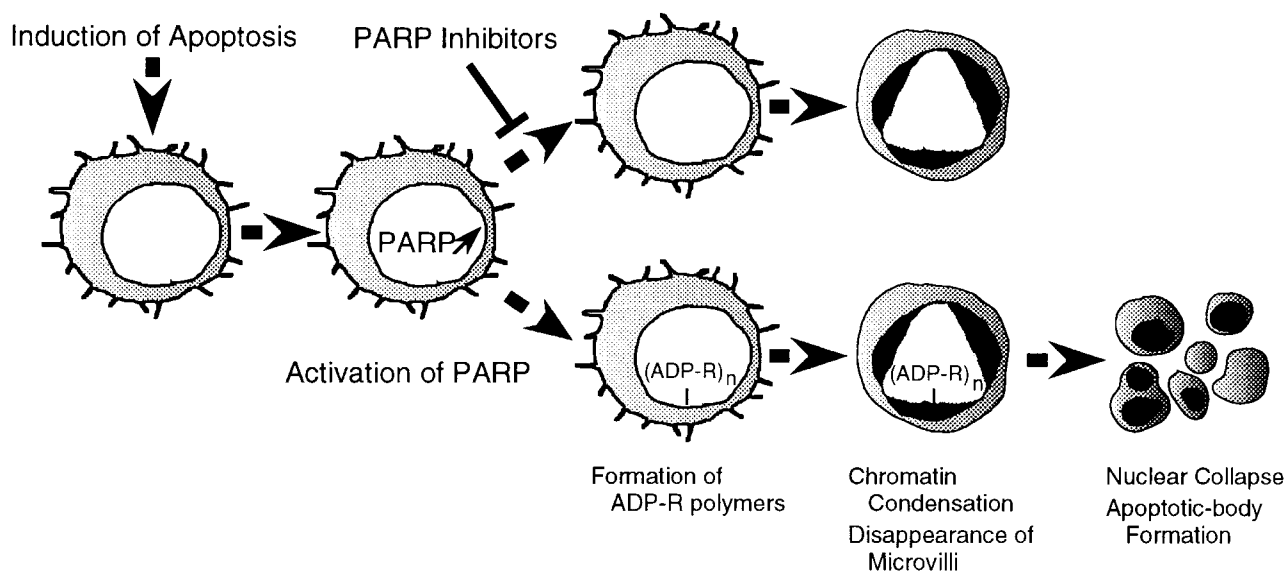 Induction of Apoptosis
PARP Inhibitors
PARP
Activation of PARP
(ADP-R)n
(ADP-R)n
Formation of
ADP-R polymers
Chromatin
Condensation
Disappearance of
Microvilli
Nuclear Collapse
Apoptotic-body
Formation